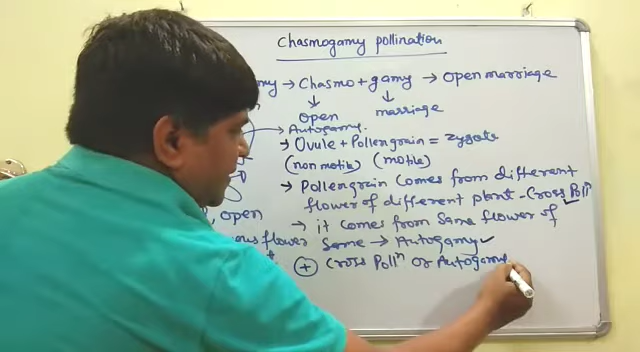 Chasmogamy pollination
my → Chasmo + gamy → Open marriage
Open marriage
Autogamy.
→ Ovule + Pollengrain = zygote
(non motile) (motile)
→ Pollengrain comes from different
flower of different plant - Cross Pollⁿ
, open
→ it comes from same flower of
flower same → Autogamy ✓
+ Cross Pollⁿ or Autogamy